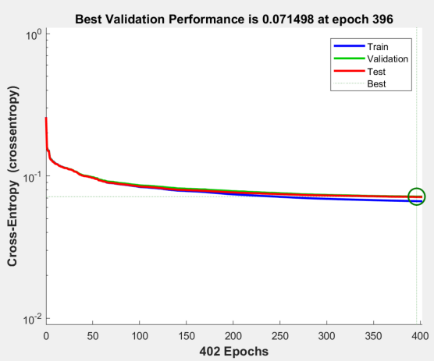 Best Validation Performance is 0.071498 at epoch 396
Train
Validation
Test
Best
Cross-Entropy (crossentropy)
10^0
10^-1
10^-2
0 50 100 150 200 250 300 350 400
402 Epochs